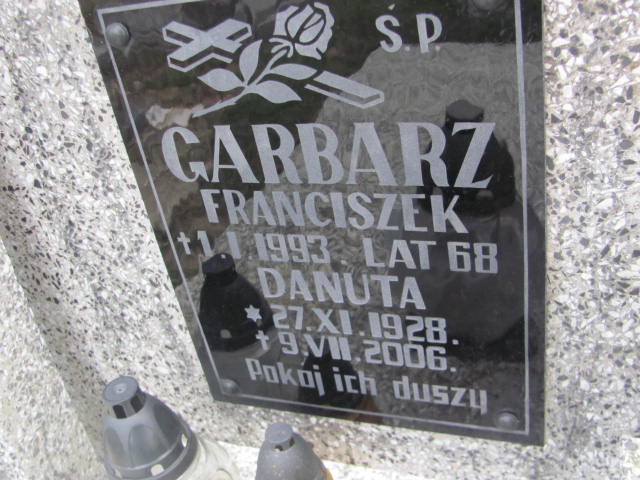 Ś.P.
GARBARZ
FRANCISZEK
✝1.I.1993. LAT 68
DANUTA
✶27.XI.1928.
✝9.VII.2006.
Pokój ich duszy